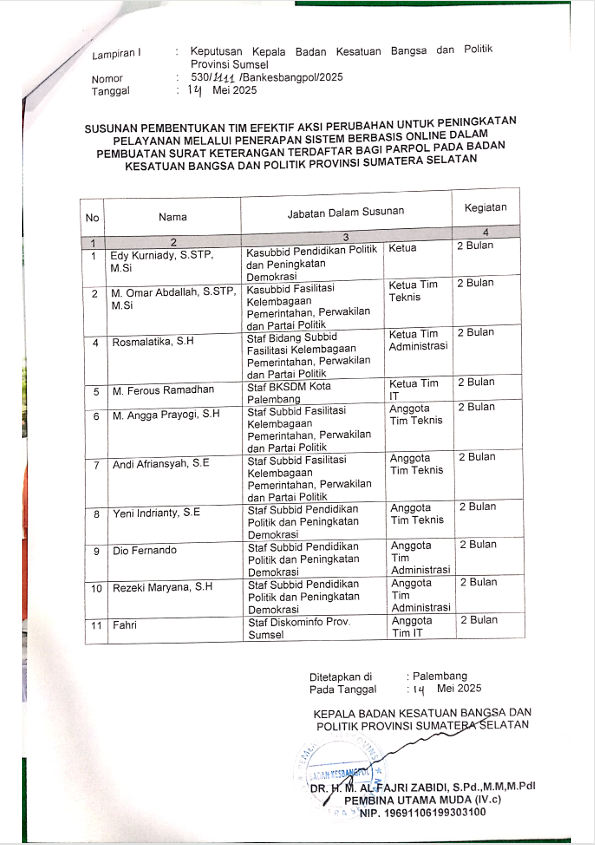 Lampiran I : Keputusan Kepala Badan Kesatuan Bangsa dan Politik
Provinsi Sumsel
Nomor : 530/1111/Bankesbangpol/2025
Tanggal : 14 Mei 2025
SUSUNAN PEMBENTUKAN TIM EFEKTIF AKSI PERUBAHAN UNTUK PENINGKATAN
PELAYANAN MELALUI PENERAPAN SISTEM BERBASIS ONLINE DALAM
PEMBUATAN SURAT KETERANGAN TERDAFTAR BAGI PARPOL PADA BADAN
KESATUAN BANGSA DAN POLITIK PROVINSI SUMATERA SELATAN
No Nama Jabatan Dalam Susunan Kegiatan
1 2 3 4
1 Edy Kurniady, S.STP, Kasubbid Pendidikan Politik Ketua 2 Bulan
M.Si dan Peningkatan
Demokrasi
2 M. Omar Abdallah, S.STP, Kasubbid Fasilitasi Ketua Tim 2 Bulan
M.Si Kelembagaan Teknis
Pemerintahan, Perwakilan
dan Partai Politik
4 Rosmalatika, S.H Staf Bidang Subbid Ketua Tim 2 Bulan
Fasilitasi Kelembagaan Administrasi
Pemerintahan, Perwakilan
dan Partai Politik
5 M. Ferous Ramadhan Staf BKSDM Kota Ketua Tim 2 Bulan
Palembang IT
6 M. Angga Prayogi, S.H Staf Subbid Fasilitasi Anggota 2 Bulan
Kelembagaan Tim Teknis
Pemerintahan, Perwakilan
dan Partai Politik
7 Andi Afriansyah, S.E Staf Subbid Fasilitasi Anggota 2 Bulan
Kelembagaan Tim Teknis
Pemerintahan, Perwakilan
dan Partai Politik
8 Yeni Indrianty, S.E Staf Subbid Pendidikan Anggota 2 Bulan
Politik dan Peningkatan Tim Teknis
Demokrasi
9 Dio Fernando Staf Subbid Pendidikan Anggota 2 Bulan
Politik dan Peningkatan Tim
Demokrasi Administrasi
10 Rezeki Maryana, S.H Staf Subbid Pendidikan Anggota 2 Bulan
Politik dan Peningkatan Tim
Demokrasi Administrasi
11 Fahri Staf Diskominfo Prov. Anggota 2 Bulan
Sumsel Tim IT
Ditetapkan di : Palembang
Pada Tanggal : 14 Mei 2025
KEPALA BADAN KESATUAN BANGSA DAN
POLITIK PROVINSI SUMATERA SELATAN
BADAN KESBANGPOL
DR. H. M. AL FAJRI ZABIDI, S.Pd.,M.M,M.PdI
PEMBINA UTAMA MUDA (IV.c)
NIP. 19691106199303100